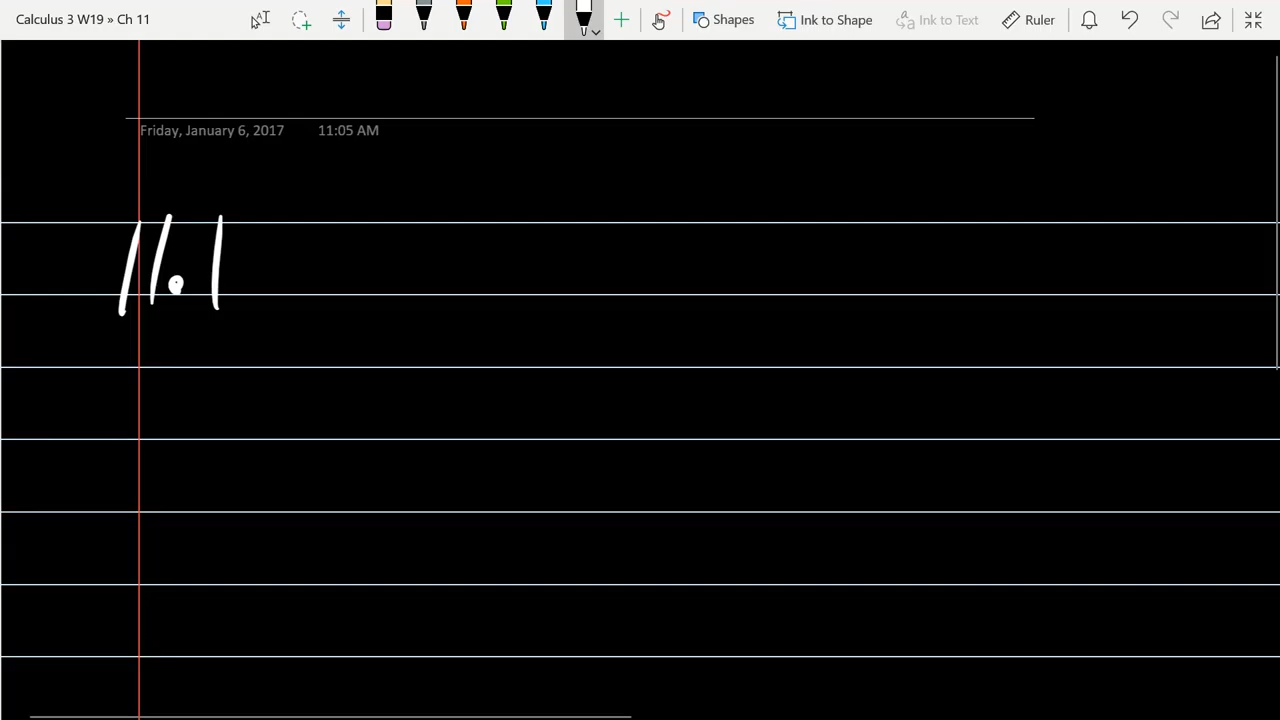 Calculus 3 W19 » Ch 11 Shapes Ink to Shape Ink to Text Ruler
Friday, January 6, 2017 11:05 AM
11.1